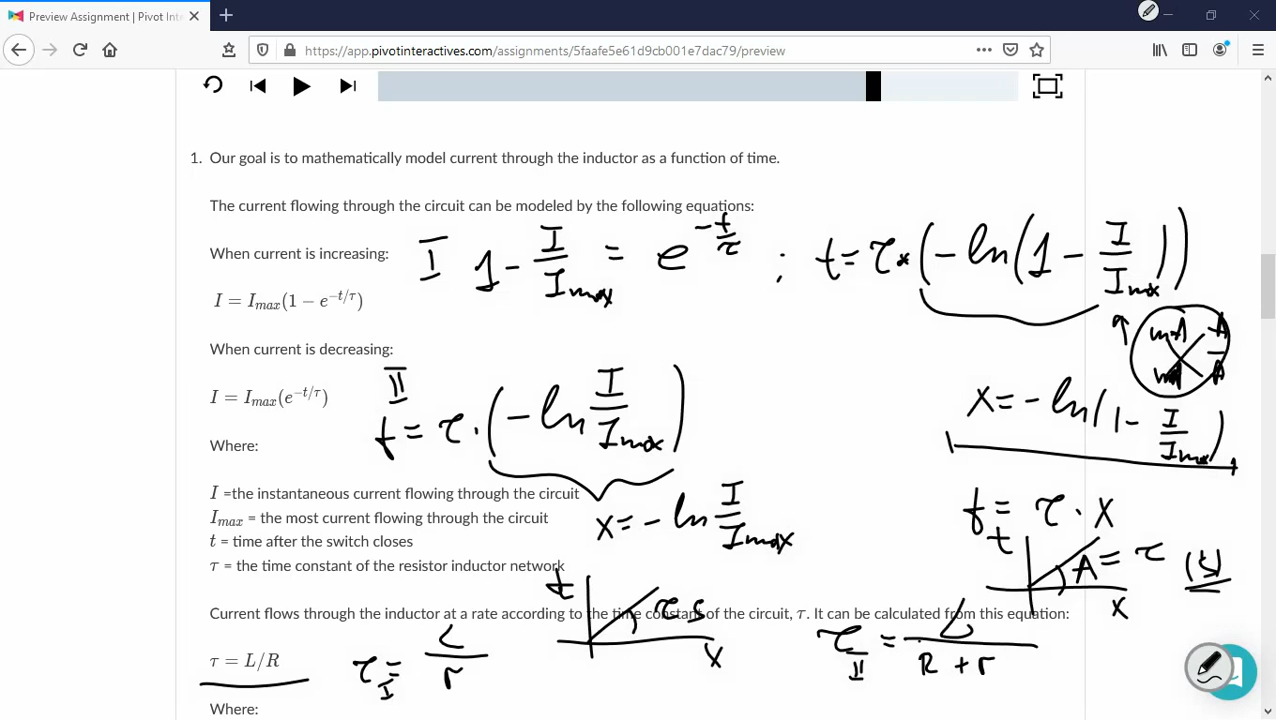 Preview Assignment | Pivot Inte
https://app.pivotinteractives.com/assignments/5faafe5e61d9cb001e7dac79/preview
1. Our goal is to mathematically model current through the inductor as a function of time.
The current flowing through the circuit can be modeled by the following equations:
When current is increasing:
I 1 - I/Imax = e^(-t/τ) ; t = τ * (-ln(1 - I/Imax))
I = Imax(1 − e^(−t/τ))
mA A
mA A
When current is decreasing:
II
I = Imax(e^(−t/τ))
t = τ · (-ln I/Imax)
x = -ln(1 - I/Imax)
Where:
I =the instantaneous current flowing through the circuit
x = -ln I/Imax
t = τ · x
Imax = the most current flowing through the circuit
t = time after the switch closes
t A = τ (s)
x
τ = the time constant of the resistor inductor network
t τ s
x
Current flows through the inductor at a rate according to the time constant of the circuit, τ. It can be calculated from this equation:
τ = L/R
τI = L/r
τII = L/(R + r)
Where: